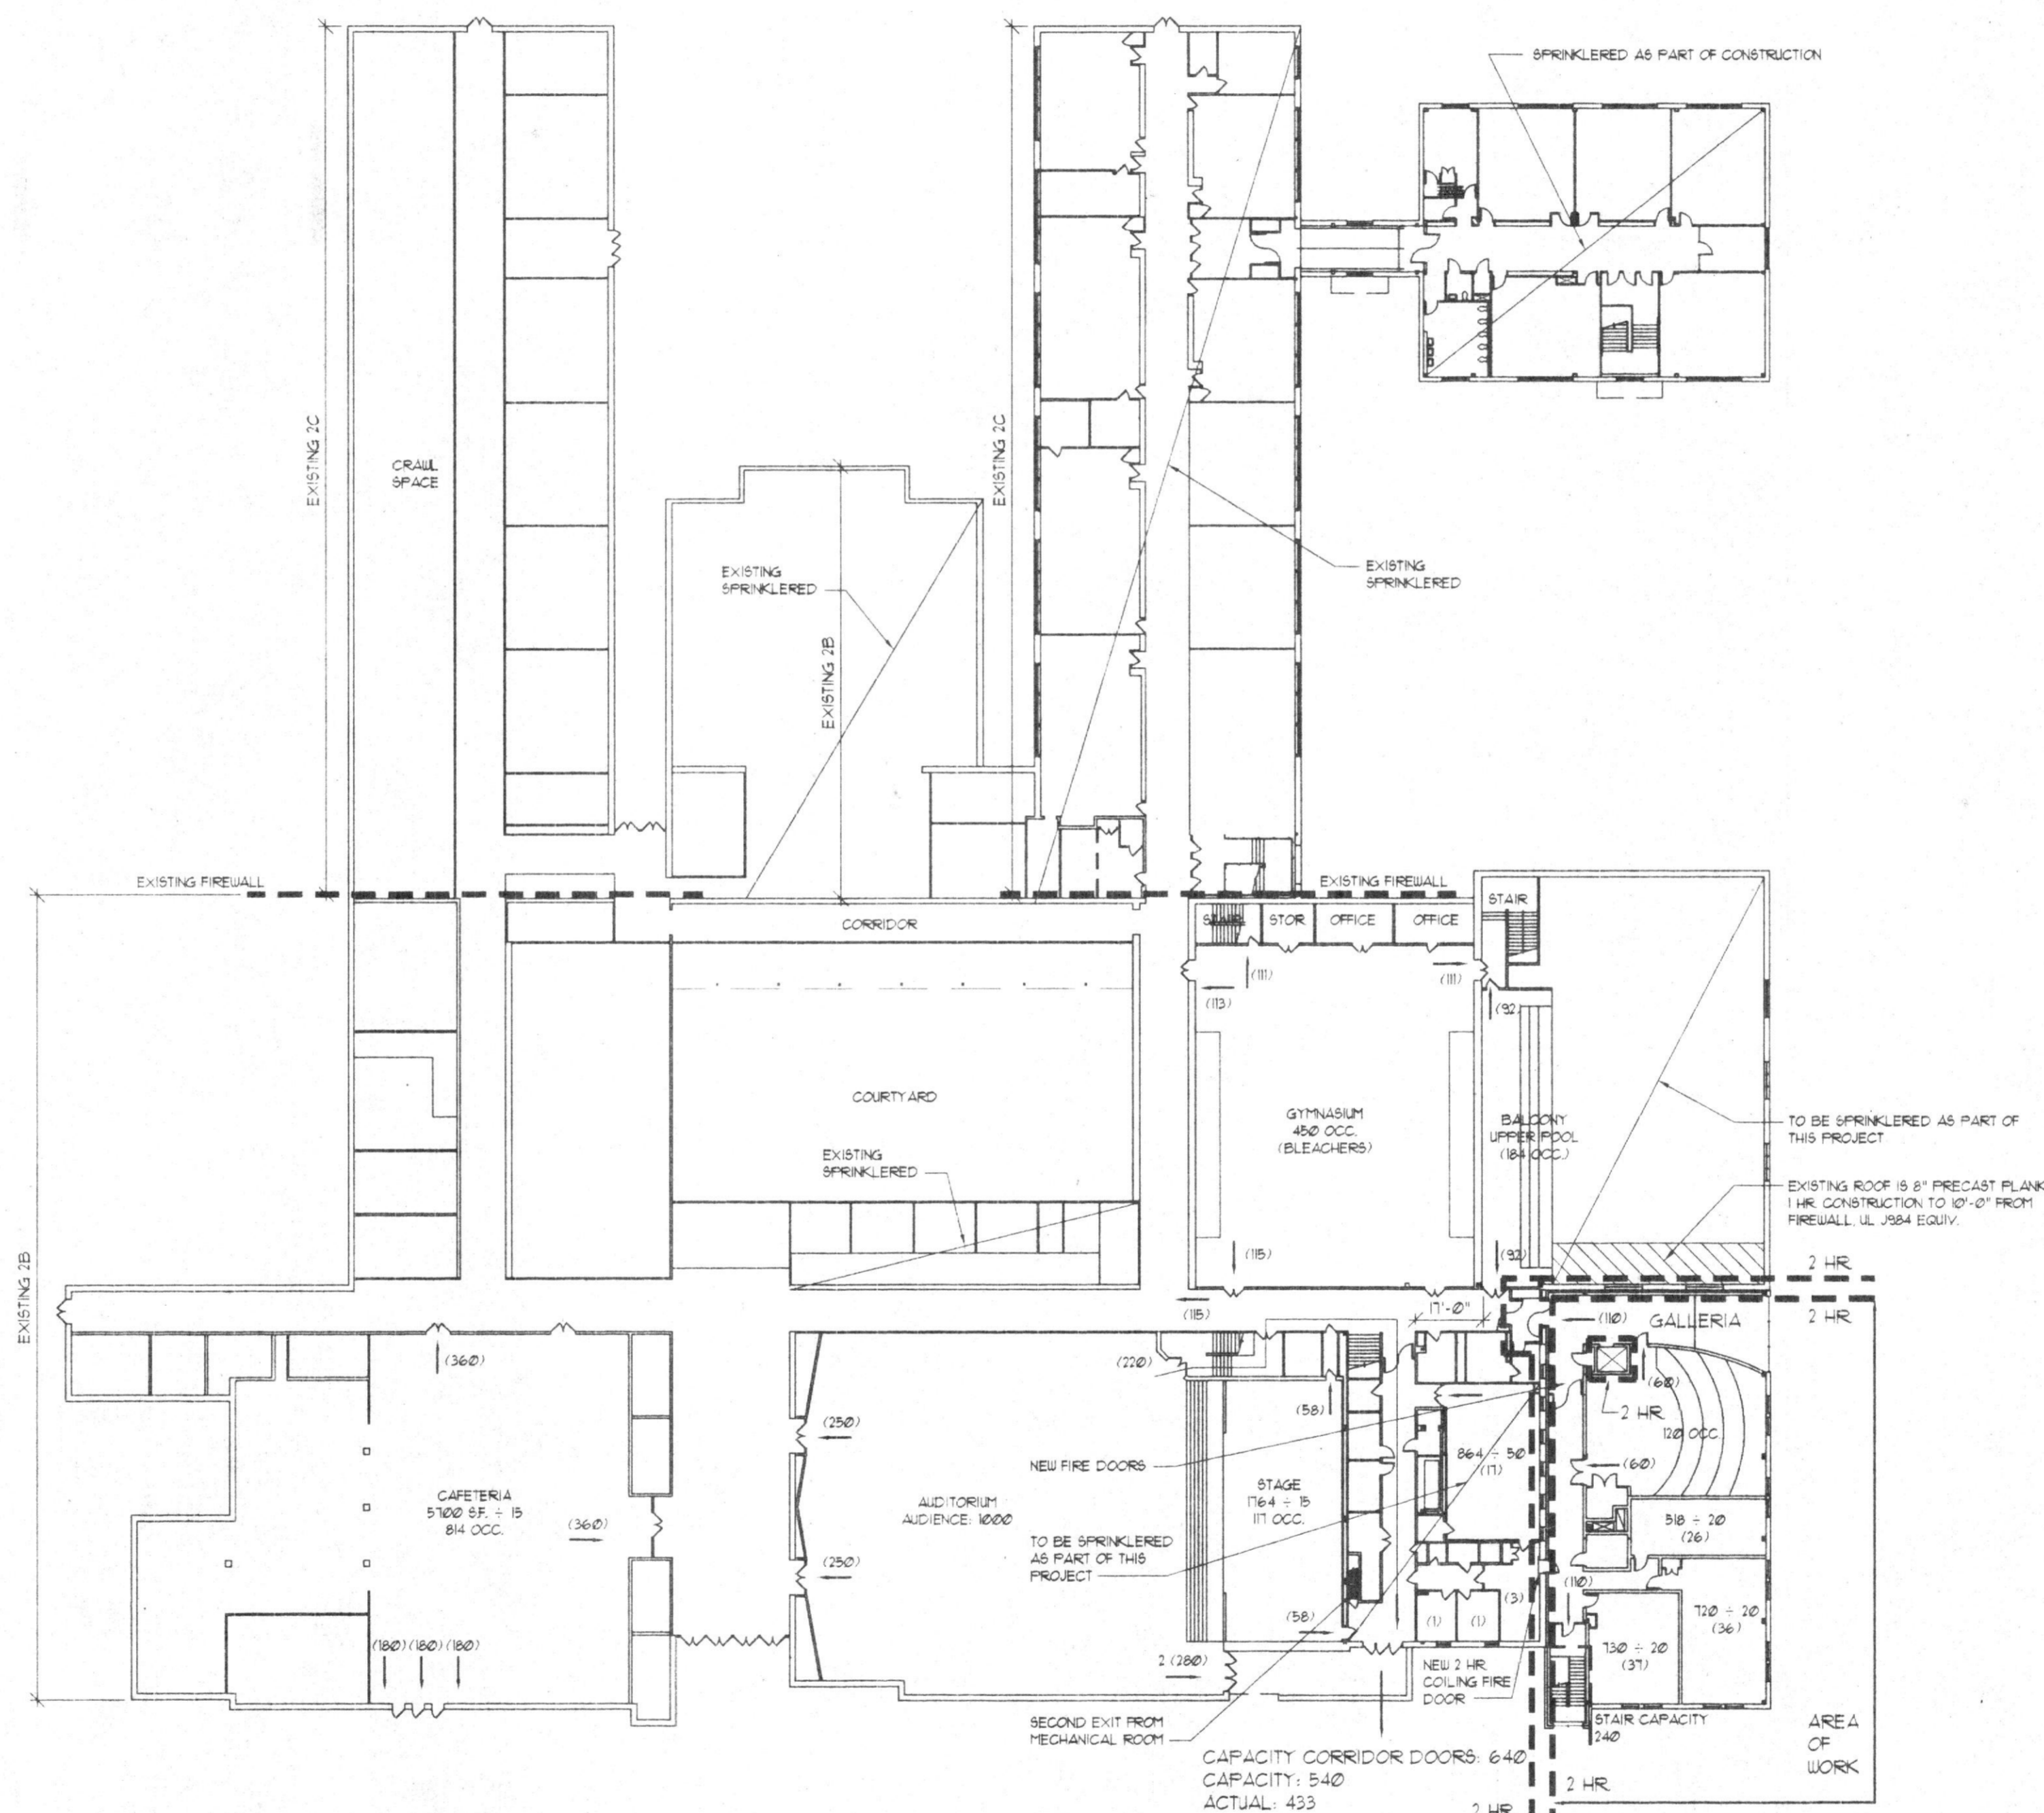 SPRINKLERED AS PART OF CONSTRUCTION
EXISTING 2C
CRAWL
SPACE
EXISTING
SPRINKLERED
EXISTING 2B
EXISTING 2C
EXISTING
SPRINKLERED
EXISTING FIREWALL
EXISTING FIREWALL
CORRIDOR
STAIR
STOR
OFFICE
OFFICE
STAIR
(111)
(111)
(113)
(92)
COURTYARD
GYMNASIUM
450 OCC.
(BLEACHERS)
BALCONY
UPPER POOL
(184 OCC.)
TO BE SPRINKLERED AS PART OF
THIS PROJECT
EXISTING
SPRINKLERED
EXISTING ROOF IS 8" PRECAST PLANK
1 HR. CONSTRUCTION TO 10'-0" FROM
FIREWALL, UL J984 EQUIV.
EXISTING 2B
(115)
(92)
2 HR
2 HR
(115)
17'-0"
(110)
GALLERIA
(360)
(220)
(60)
2 HR
(58)
(250)
120 OCC.
NEW FIRE DOORS
864 ÷ 50
(17)
(60)
STAGE
1764 ÷ 15
117 OCC.
CAFETERIA
5700 S.F. ÷ 15
814 OCC.
(360)
AUDITORIUM
AUDIENCE: 1000
518 ÷ 20
(26)
TO BE SPRINKLERED
AS PART OF THIS
PROJECT
(250)
(110)
(3)
(1)
(1)
(58)
720 ÷ 20
(36)
730 ÷ 20
(37)
(180) (180) (180)
2 (280)
NEW 2 HR
COILING FIRE
DOOR
SECOND EXIT FROM
MECHANICAL ROOM
STAIR CAPACITY
240
AREA
OF
WORK
CAPACITY CORRIDOR DOORS: 640
CAPACITY: 540
ACTUAL: 433
2 HR
2 HR